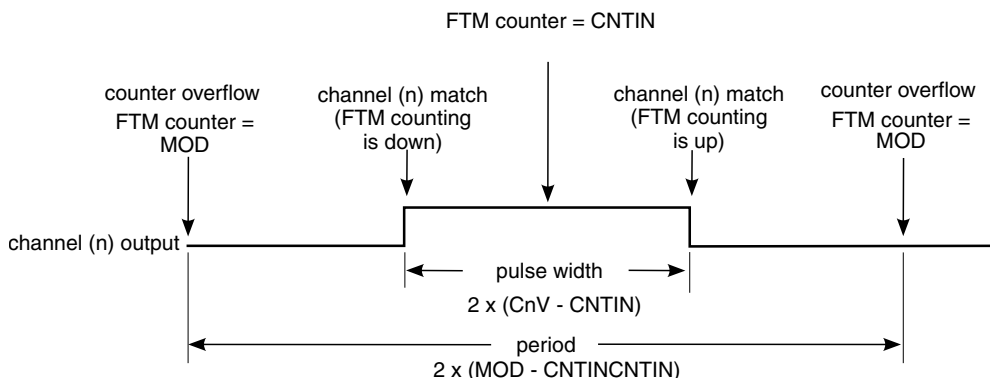 FTM counter = CNTIN
counter overflow
FTM counter =
MOD
channel (n) match
(FTM counting
is down)
channel (n) match
(FTM counting
is up)
counter overflow
FTM counter =
MOD
channel (n) output
pulse width
2 x (CnV - CNTIN)
period
2 x (MOD - CNTINCNTIN)